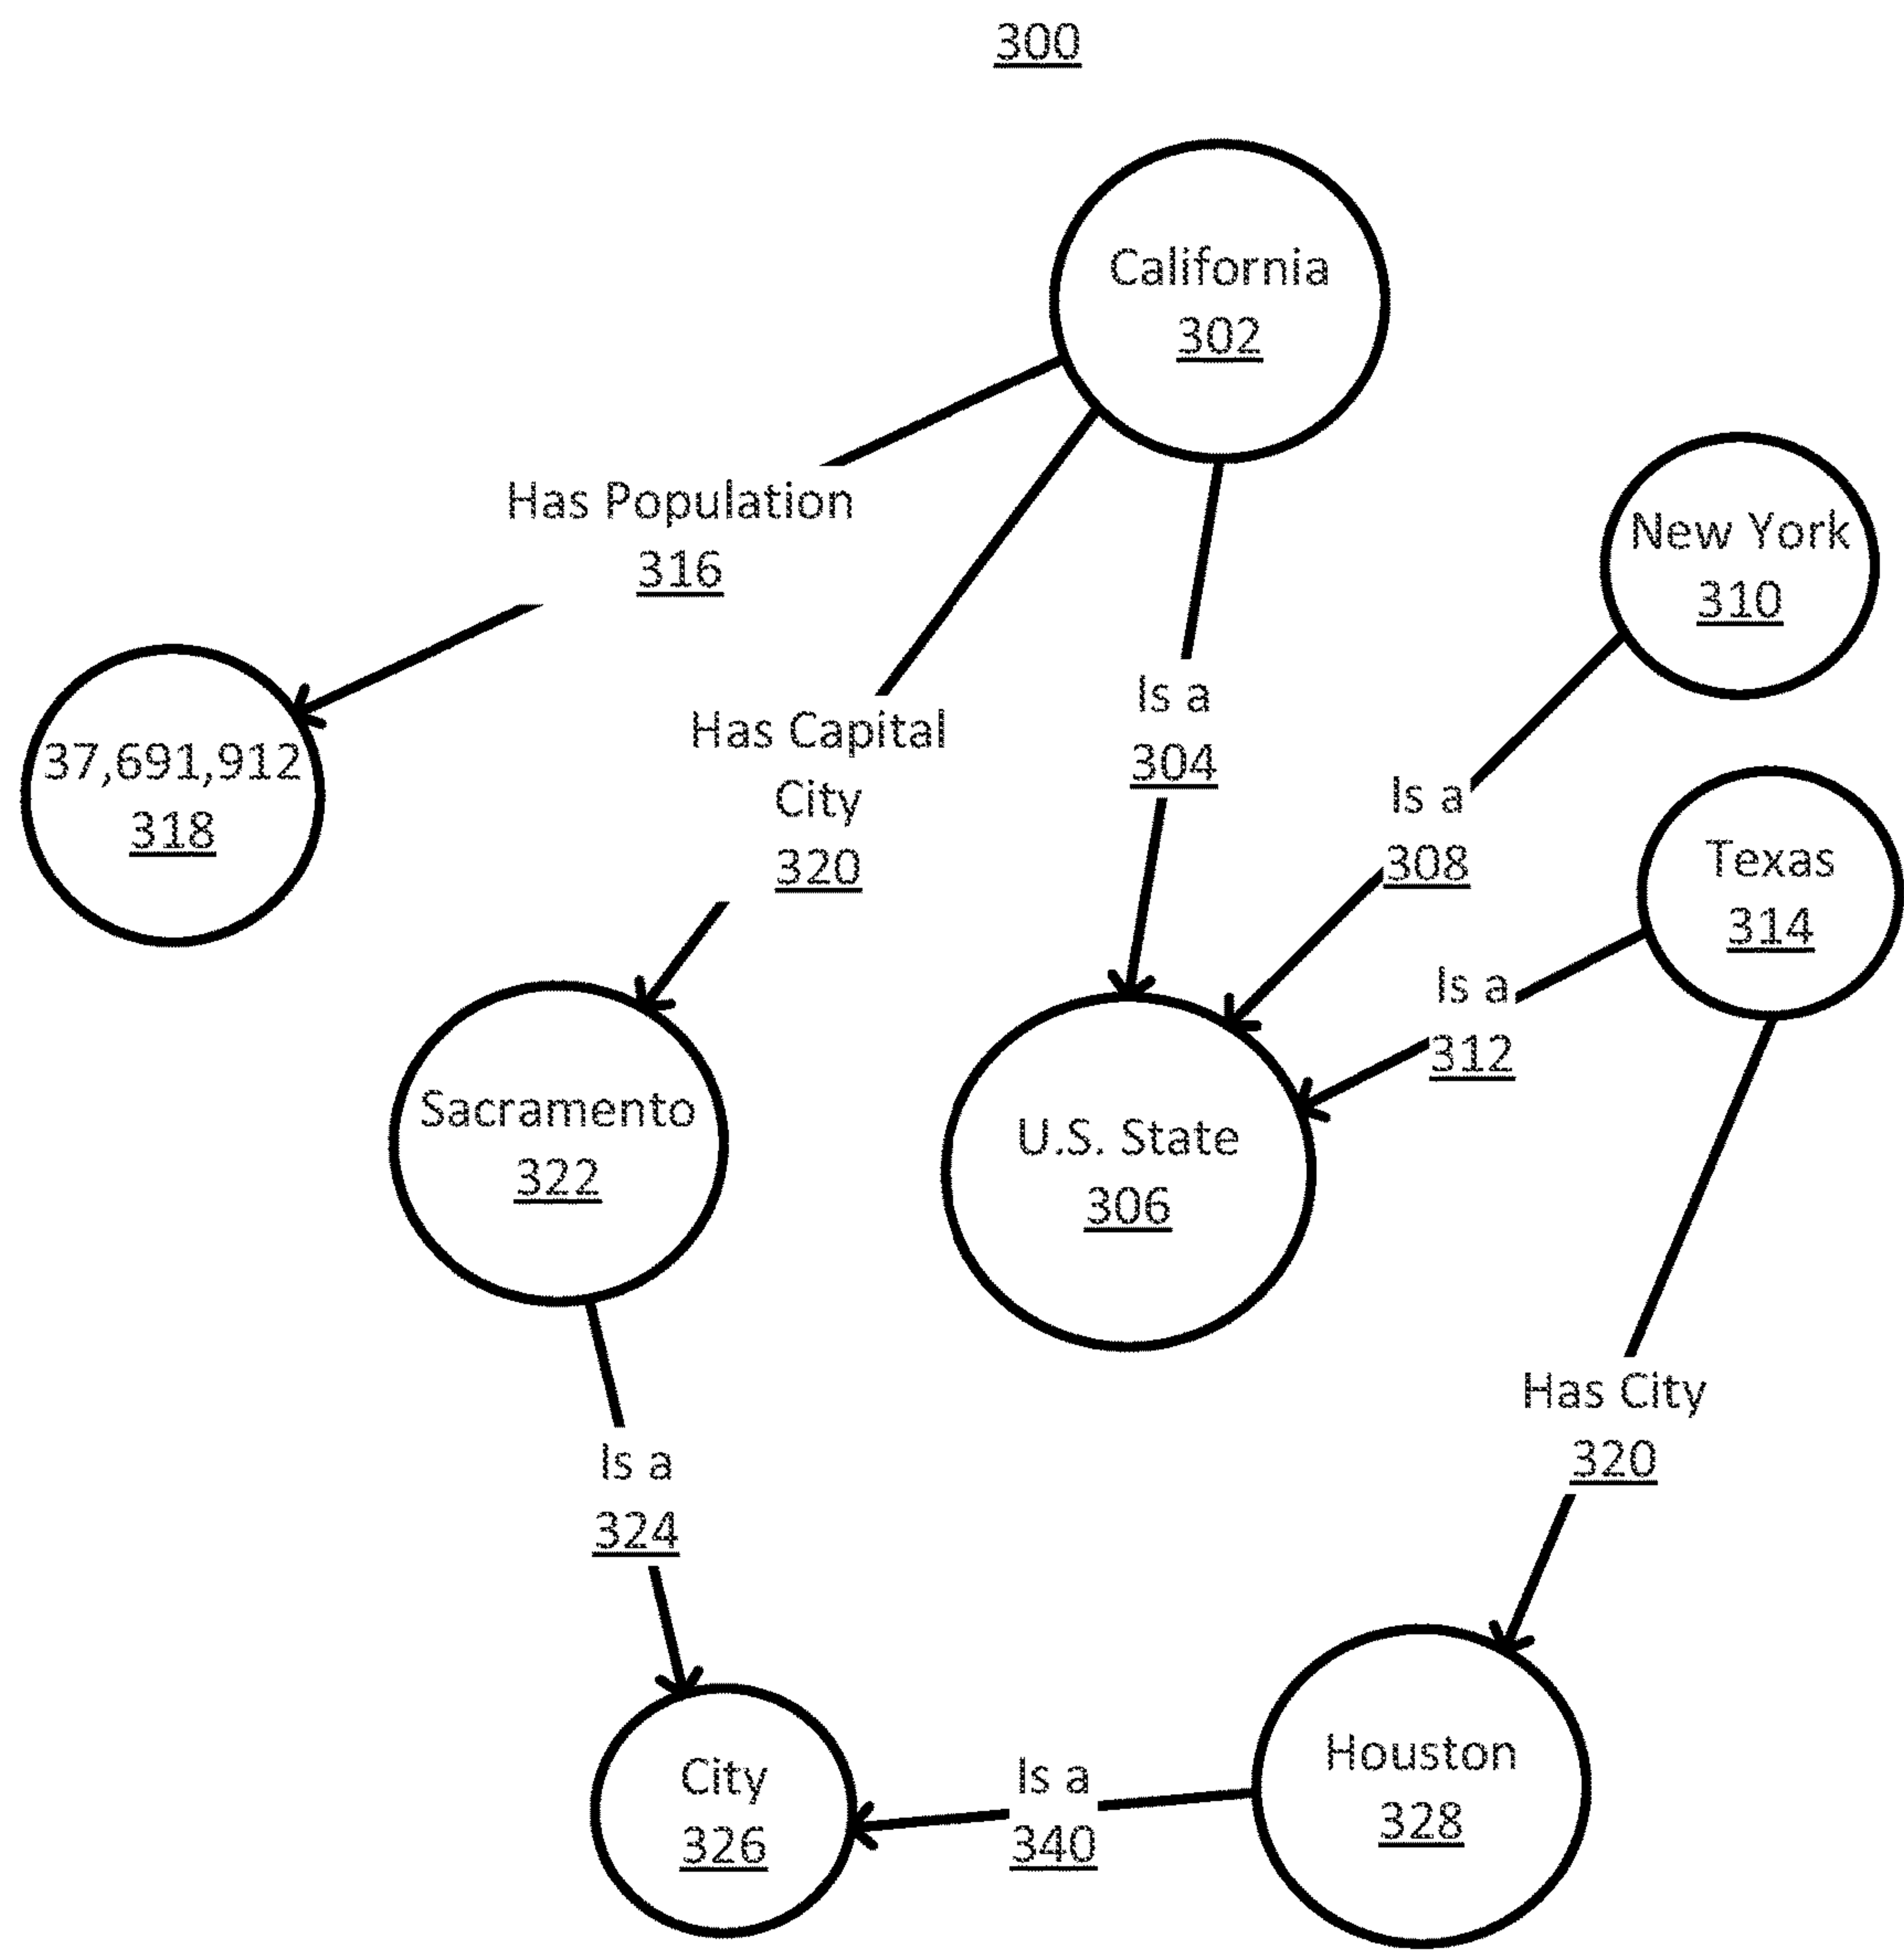 300
California
302
Has Population
316
New York
310
Is a
304
Has Capital
City
320
37,691,912
318
Is a
308
Texas
314
Is a
312
Sacramento
322
U.S. State
306
Has City
320
Is a
324
Houston
328
City
326
Is a
340